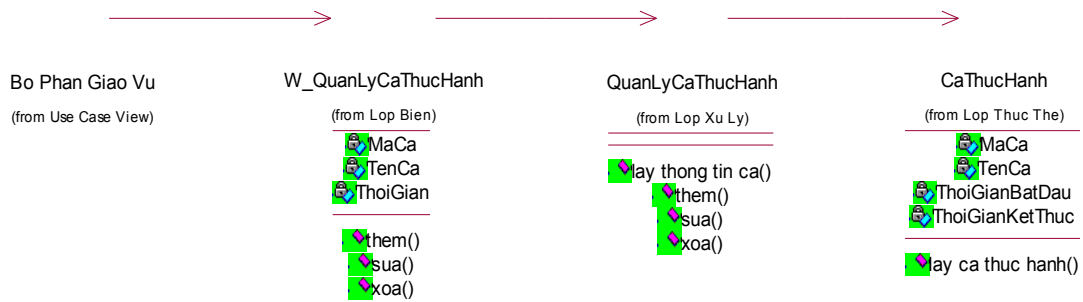 Bo Phan Giao Vu
(from Use Case View)
W_QuanLyCaThucHanh
(from Lop Bien)
MaCa
TenCa
ThoiGian
them()
sua()
xoa()
QuanLyCaThucHanh
(from Lop Xu Ly)
lay thong tin ca()
them()
sua()
xoa()
CaThucHanh
(from Lop Thuc The)
MaCa
TenCa
ThoiGianBatDau
ThoiGianKetThuc
lay ca thuc hanh()